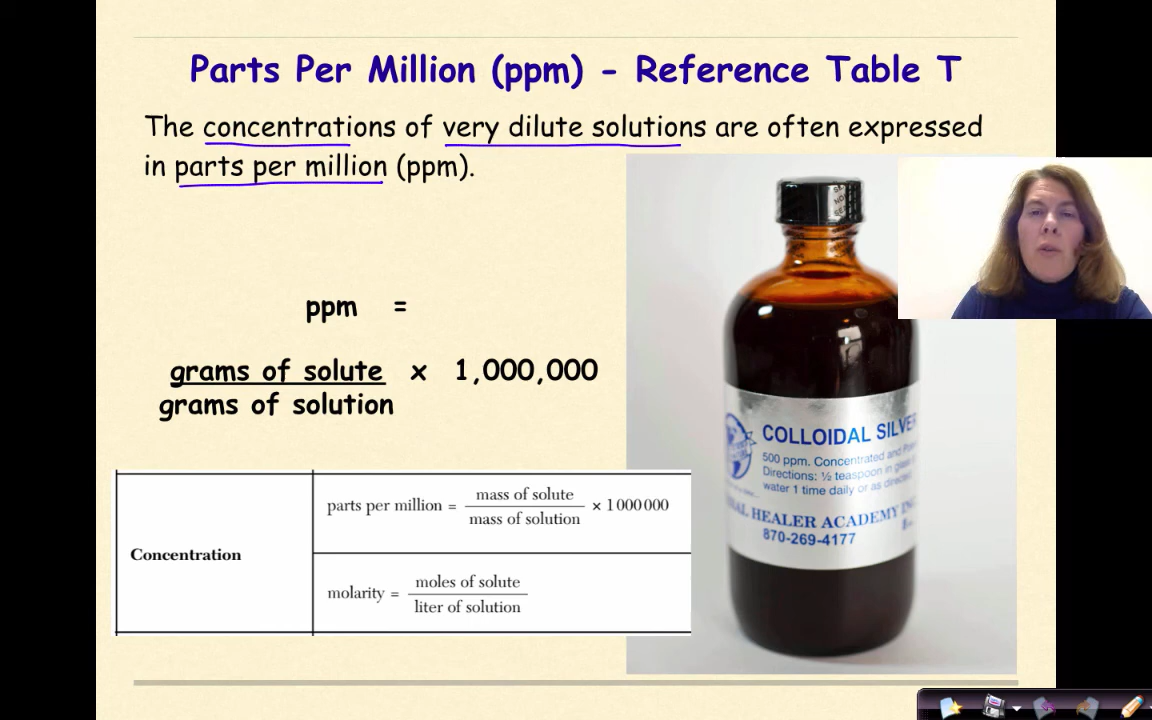 Parts Per Million (ppm) - Reference Table T
The concentrations of very dilute solutions are often expressed
in parts per million (ppm).
ppm =
grams of solute x 1,000,000
grams of solution
Concentration
parts per million = mass of solute / mass of solution × 1 000 000
molarity = moles of solute / liter of solution
COLLOIDAL SILVER
500 ppm. Concentrated and
Directions: ½ teaspoon in glass
water 1 time daily or as directed
HEALER ACADEMY
870-269-4177